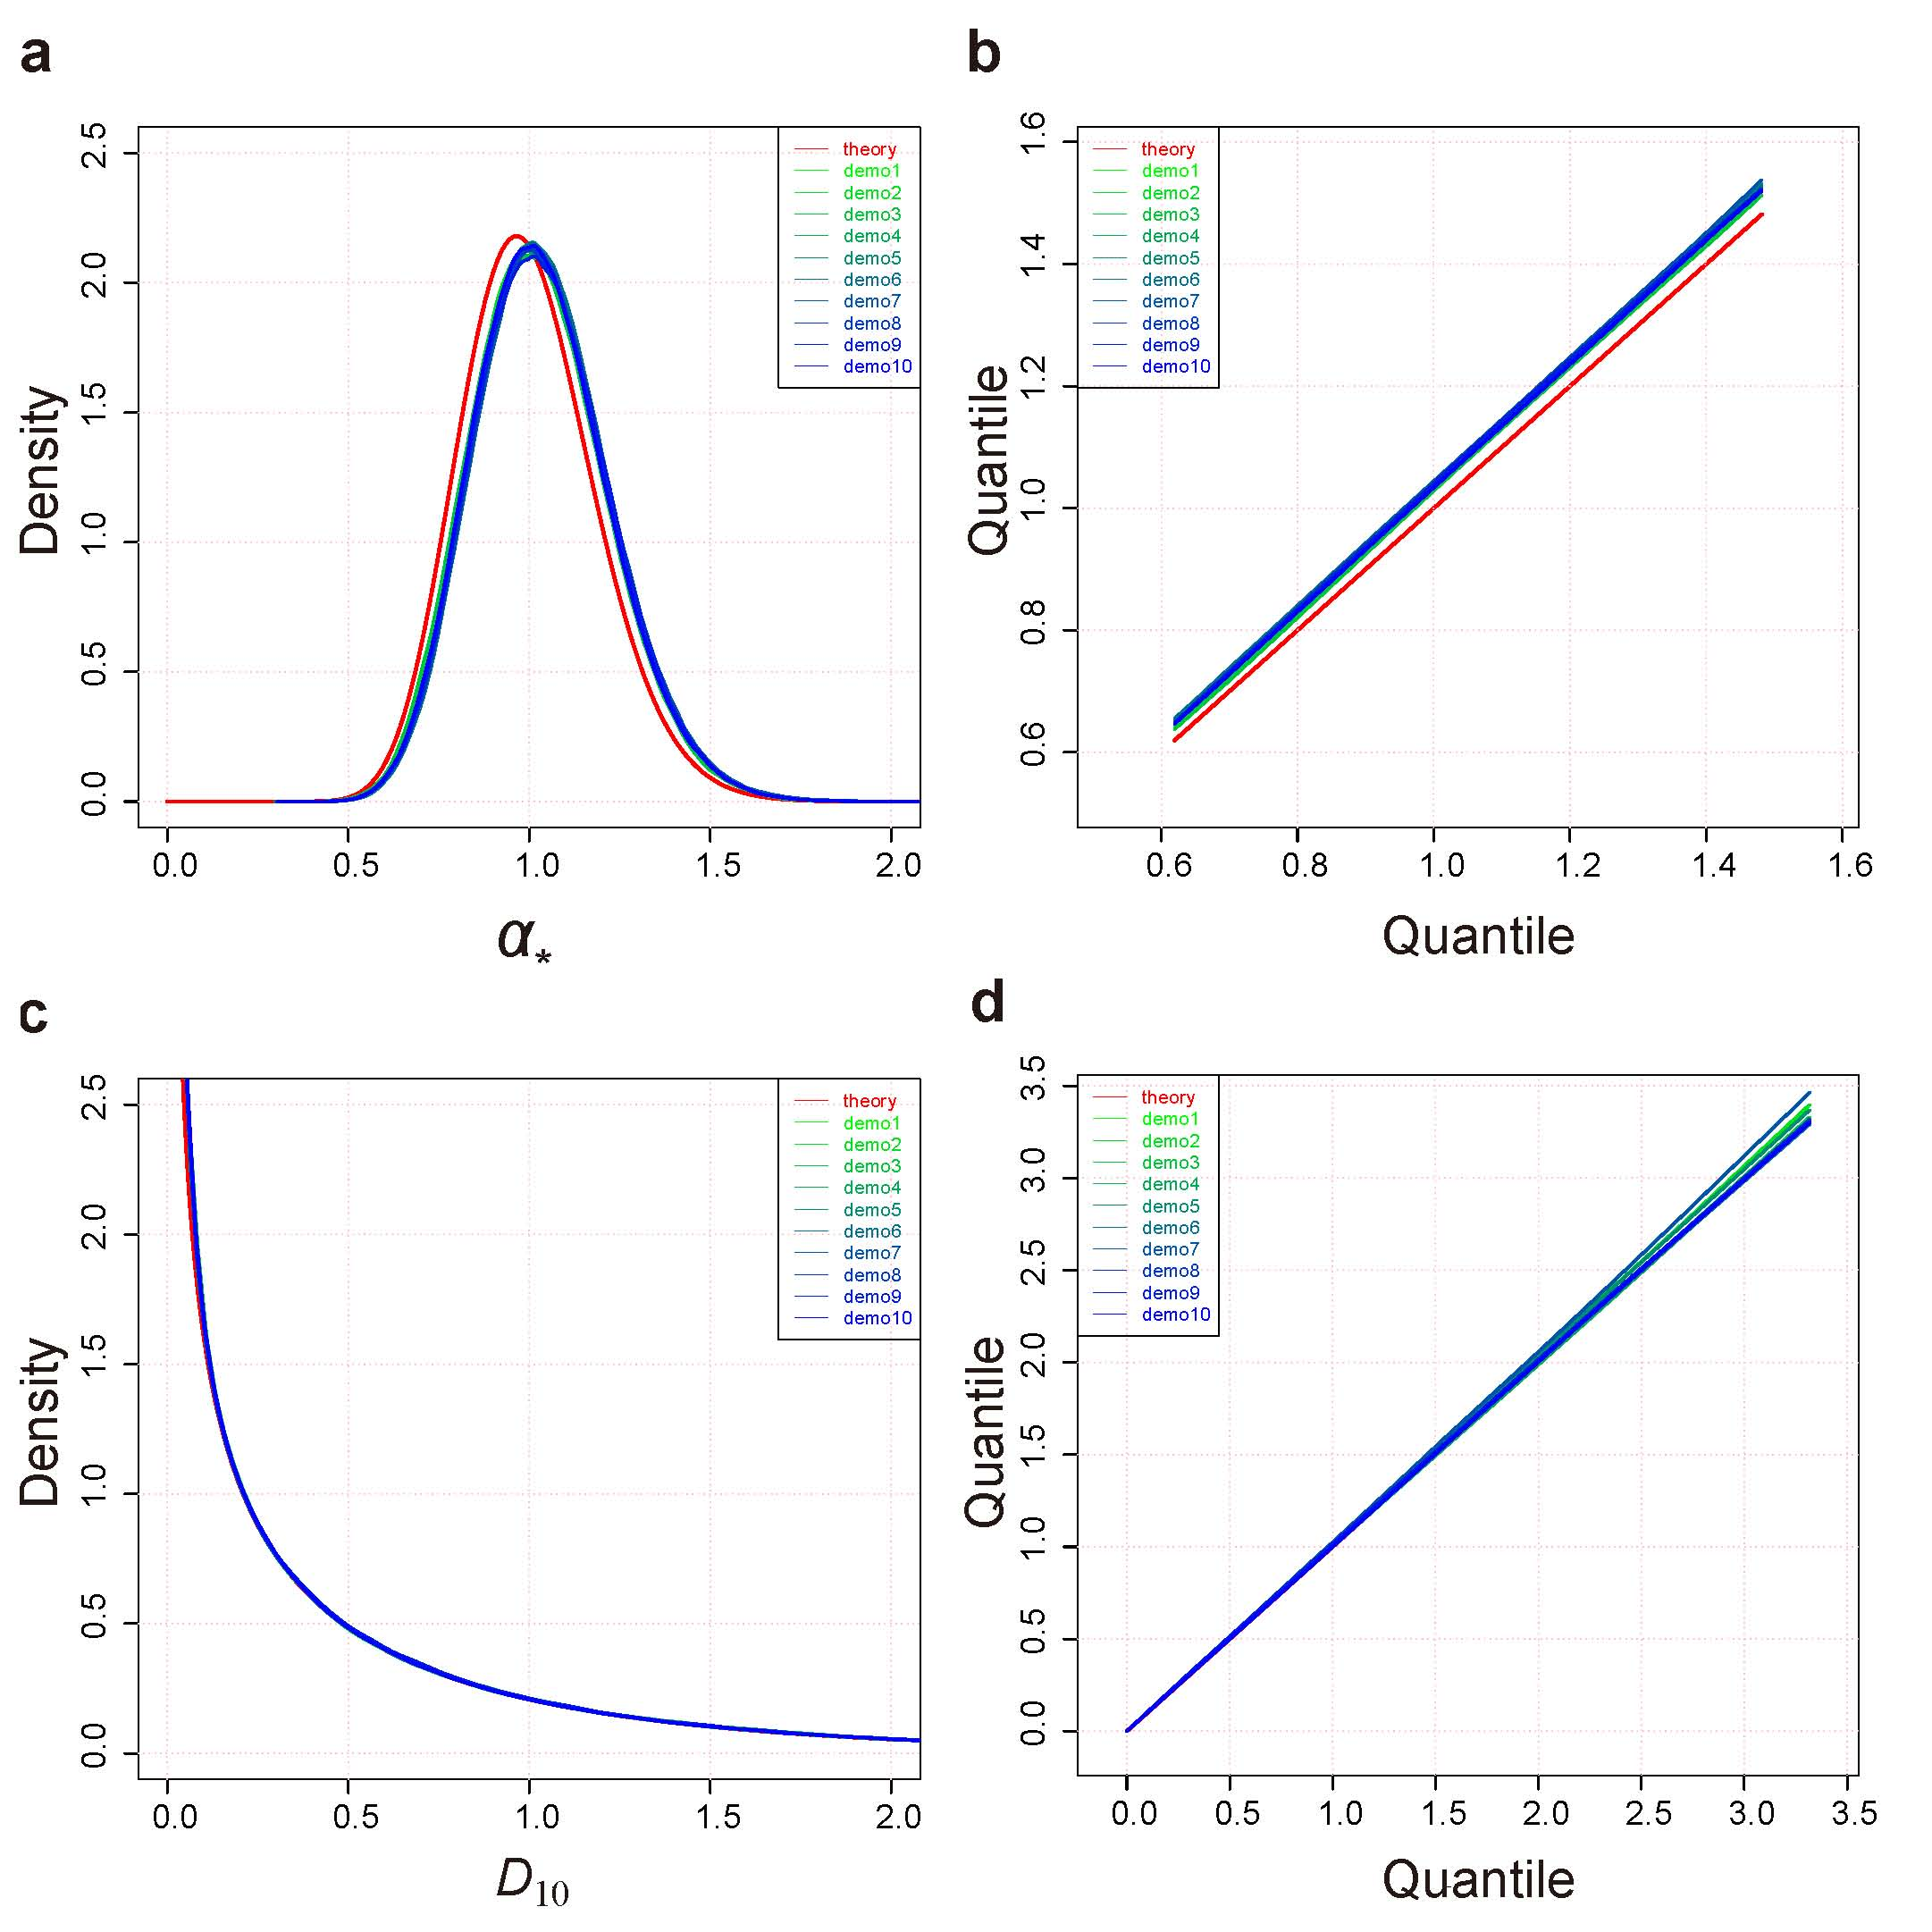 a
2.5
2.0
1.5
1.0
0.5
0.0
Density
theory
demo1
demo2
demo3
demo4
demo5
demo6
demo7
demo8
demo9
demo10
0.0 0.5 1.0 1.5 2.0
α*
b
1.6
1.4
1.2
1.0
0.8
0.6
Quantile
theory
demo1
demo2
demo3
demo4
demo5
demo6
demo7
demo8
demo9
demo10
0.6 0.8 1.0 1.2 1.4 1.6
Quantile
c
2.5
2.0
1.5
1.0
0.5
0.0
Density
theory
demo1
demo2
demo3
demo4
demo5
demo6
demo7
demo8
demo9
demo10
0.0 0.5 1.0 1.5 2.0
D10
d
3.5
3.0
2.5
2.0
1.5
1.0
0.5
0.0
Quantile
theory
demo1
demo2
demo3
demo4
demo5
demo6
demo7
demo8
demo9
demo10
0.0 0.5 1.0 1.5 2.0 2.5 3.0 3.5
Quantile